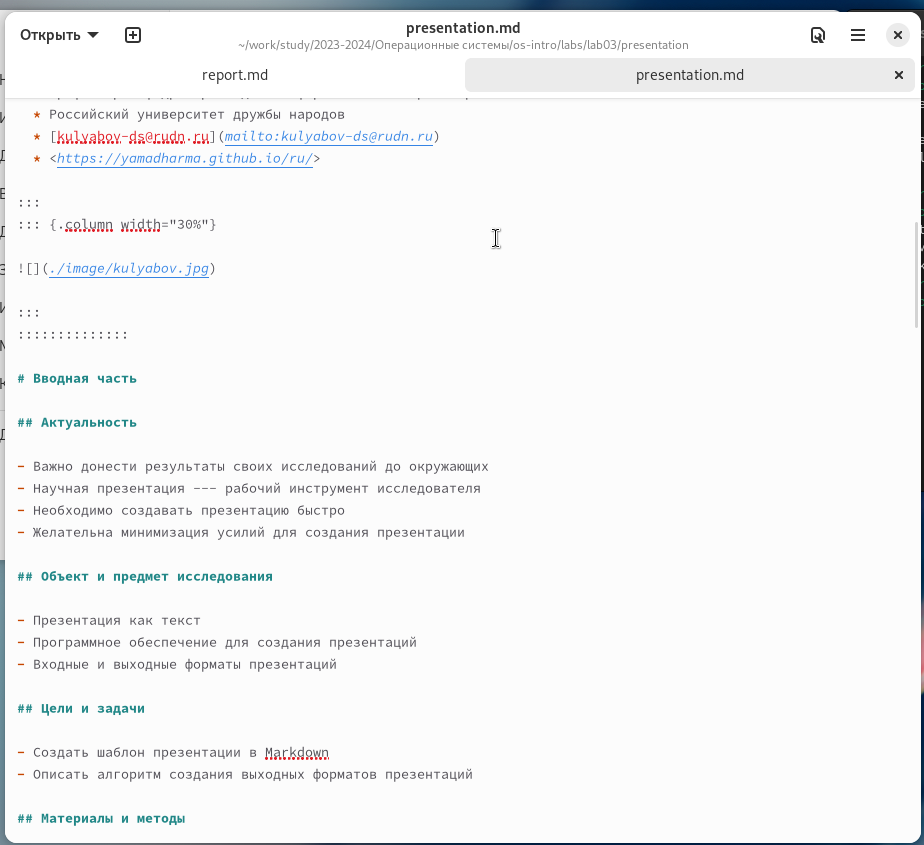 Открыть
presentation.md
~/work/study/2023-2024/Операционные системы/os-intro/labs/lab03/presentation
report.md
presentation.md
* Российский университет дружбы народов
* [kulyabov-ds@rudn.ru](mailto:kulyabov-ds@rudn.ru)
* <https://yamadharma.github.io/ru/>
:::
::: {.column width="30%"}
![](./image/kulyabov.jpg)
:::
::::::::::::::
# Вводная часть
## Актуальность
- Важно донести результаты своих исследований до окружающих
- Научная презентация --- рабочий инструмент исследователя
- Необходимо создавать презентацию быстро
- Желательна минимизация усилий для создания презентации
## Объект и предмет исследования
- Презентация как текст
- Программное обеспечение для создания презентаций
- Входные и выходные форматы презентаций
## Цели и задачи
- Создать шаблон презентации в Markdown
- Описать алгоритм создания выходных форматов презентаций
## Материалы и методы